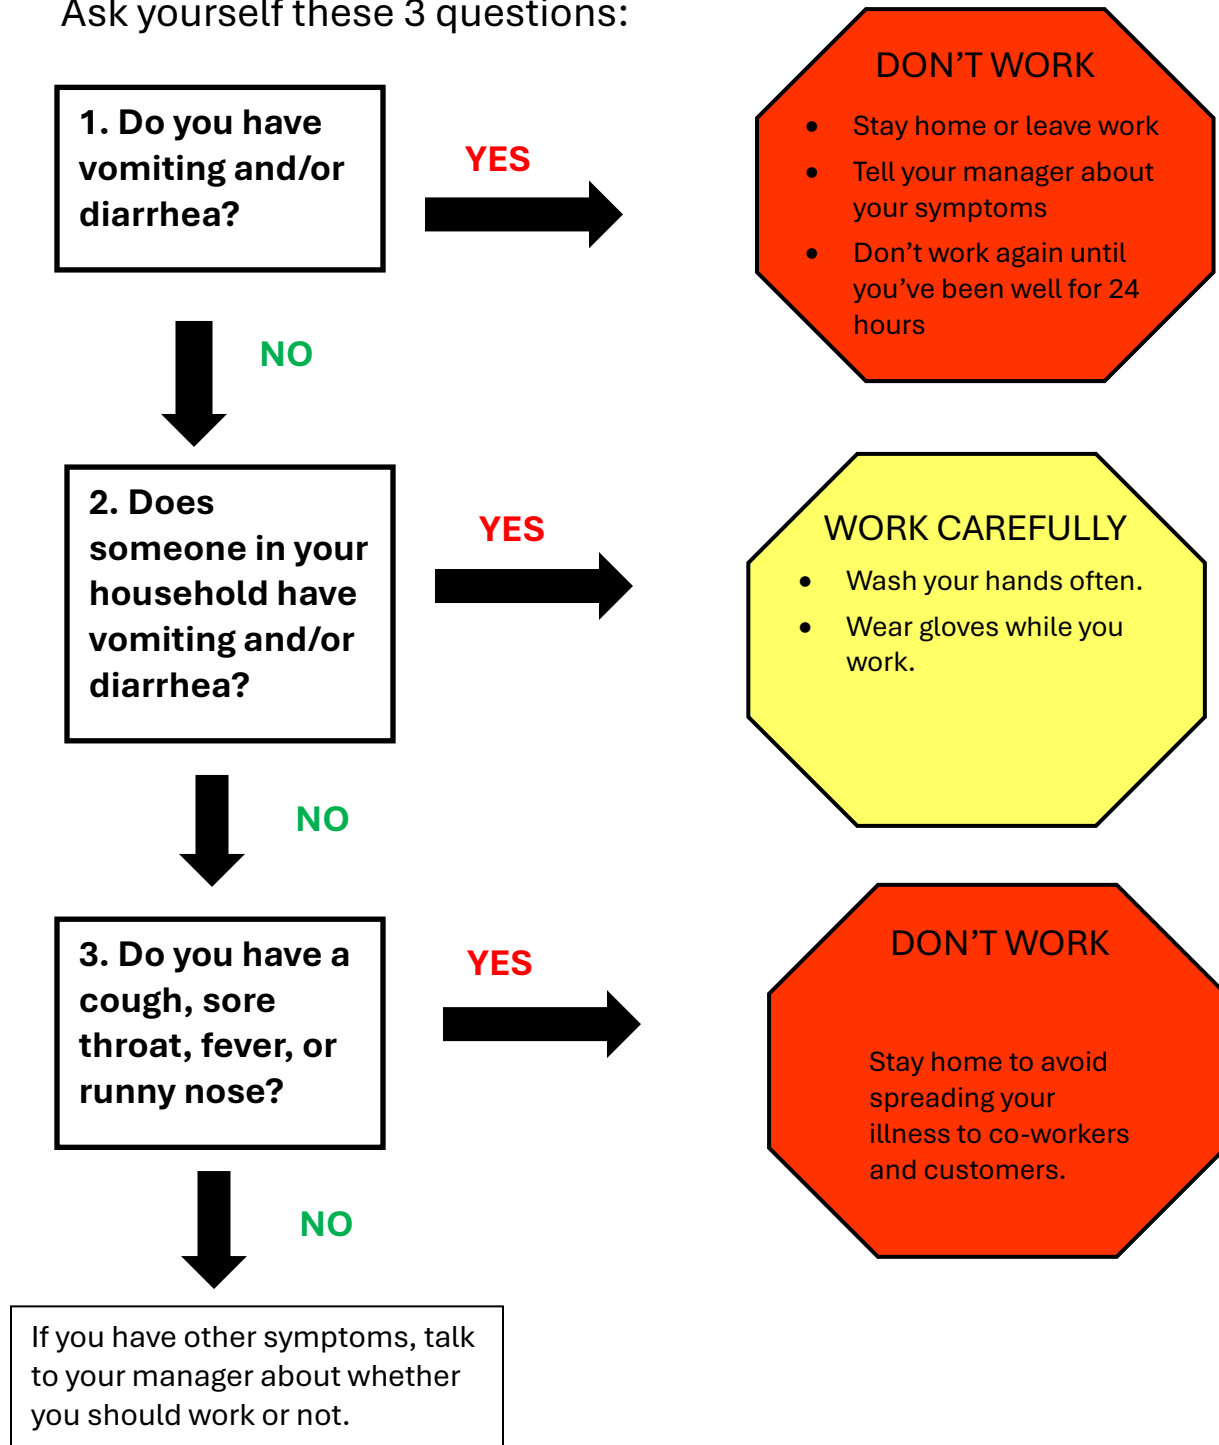 Ask yourself these 3 questions:
1. Do you have
vomiting and/or
diarrhea?
YES
DON’T WORK
• Stay home or leave work
• Tell your manager about
your symptoms
• Don’t work again until
you’ve been well for 24
hours
NO
2. Does
someone in your
household have
vomiting and/or
diarrhea?
YES
WORK CAREFULLY
• Wash your hands often.
• Wear gloves while you
work.
NO
3. Do you have a
cough, sore
throat, fever, or
runny nose?
YES
DON’T WORK
Stay home to avoid
spreading your
illness to co-workers
and customers.
NO
If you have other symptoms, talk
to your manager about whether
you should work or not.